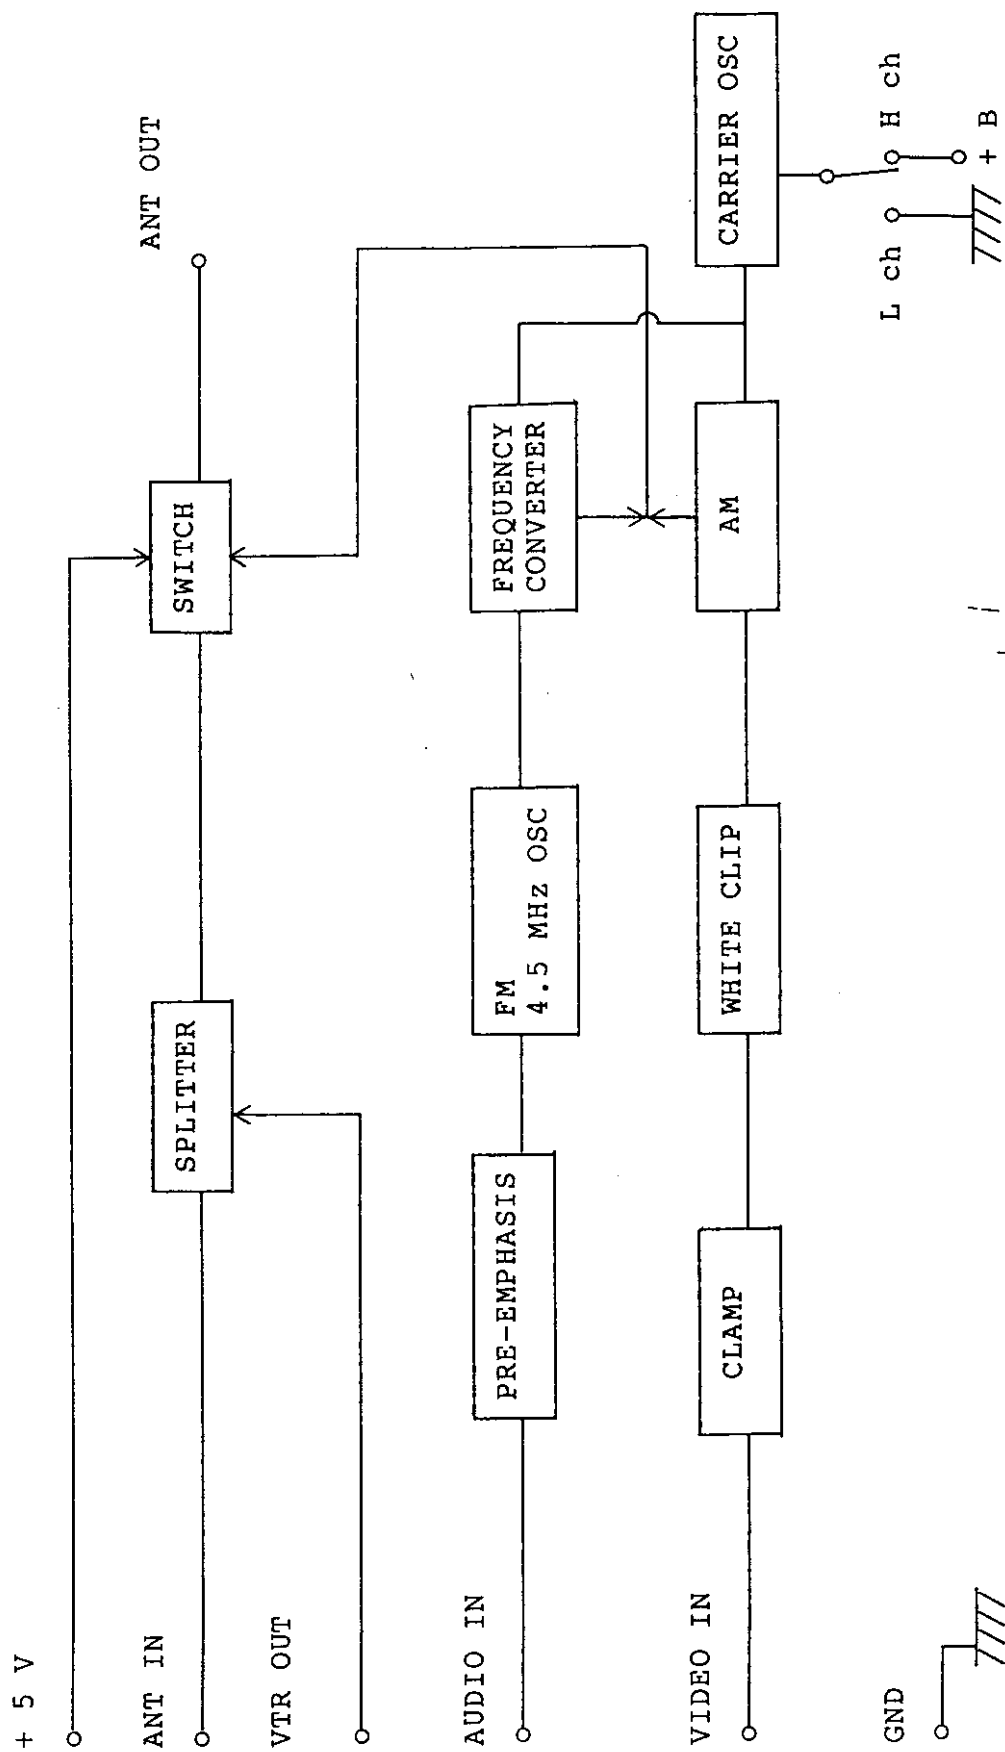 + 5 V
ANT IN
SPLITTER
SWITCH
ANT OUT
VTR OUT
AUDIO IN
PRE-EMPHASIS
FM
4.5 MHz OSC
FREQUENCY
CONVERTER
VIDEO IN
CLAMP
WHITE CLIP
AM
CARRIER OSC
L ch
H ch
+ B
GND